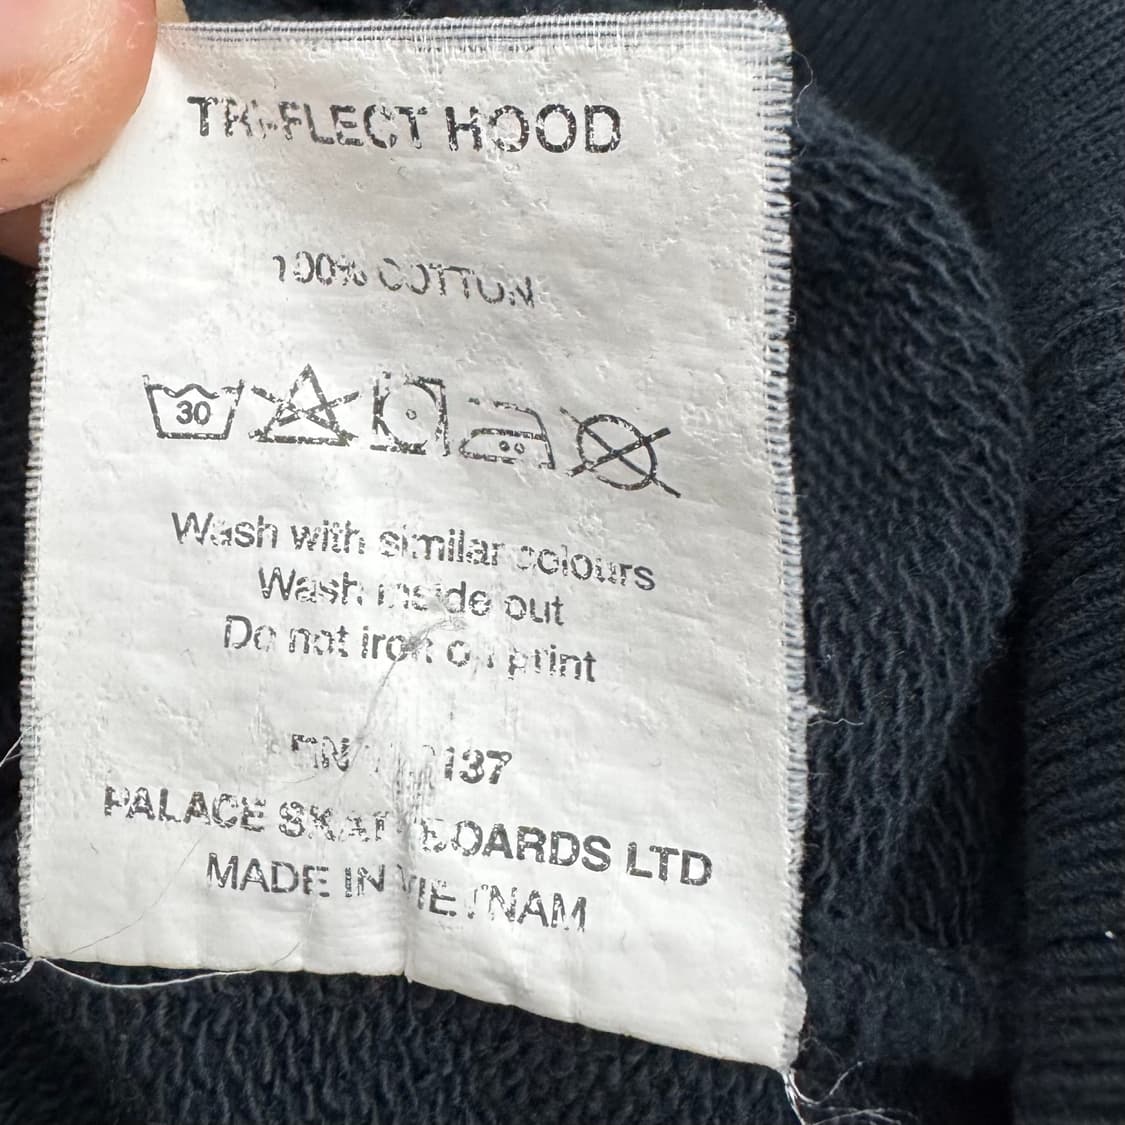 TRI-FLECT HOOD
100% COTTON
30
Wash with similar colours
Wash inside out
Do not iron on print
PALACE SKATEBOARDS LTD
MADE IN VIETNAM